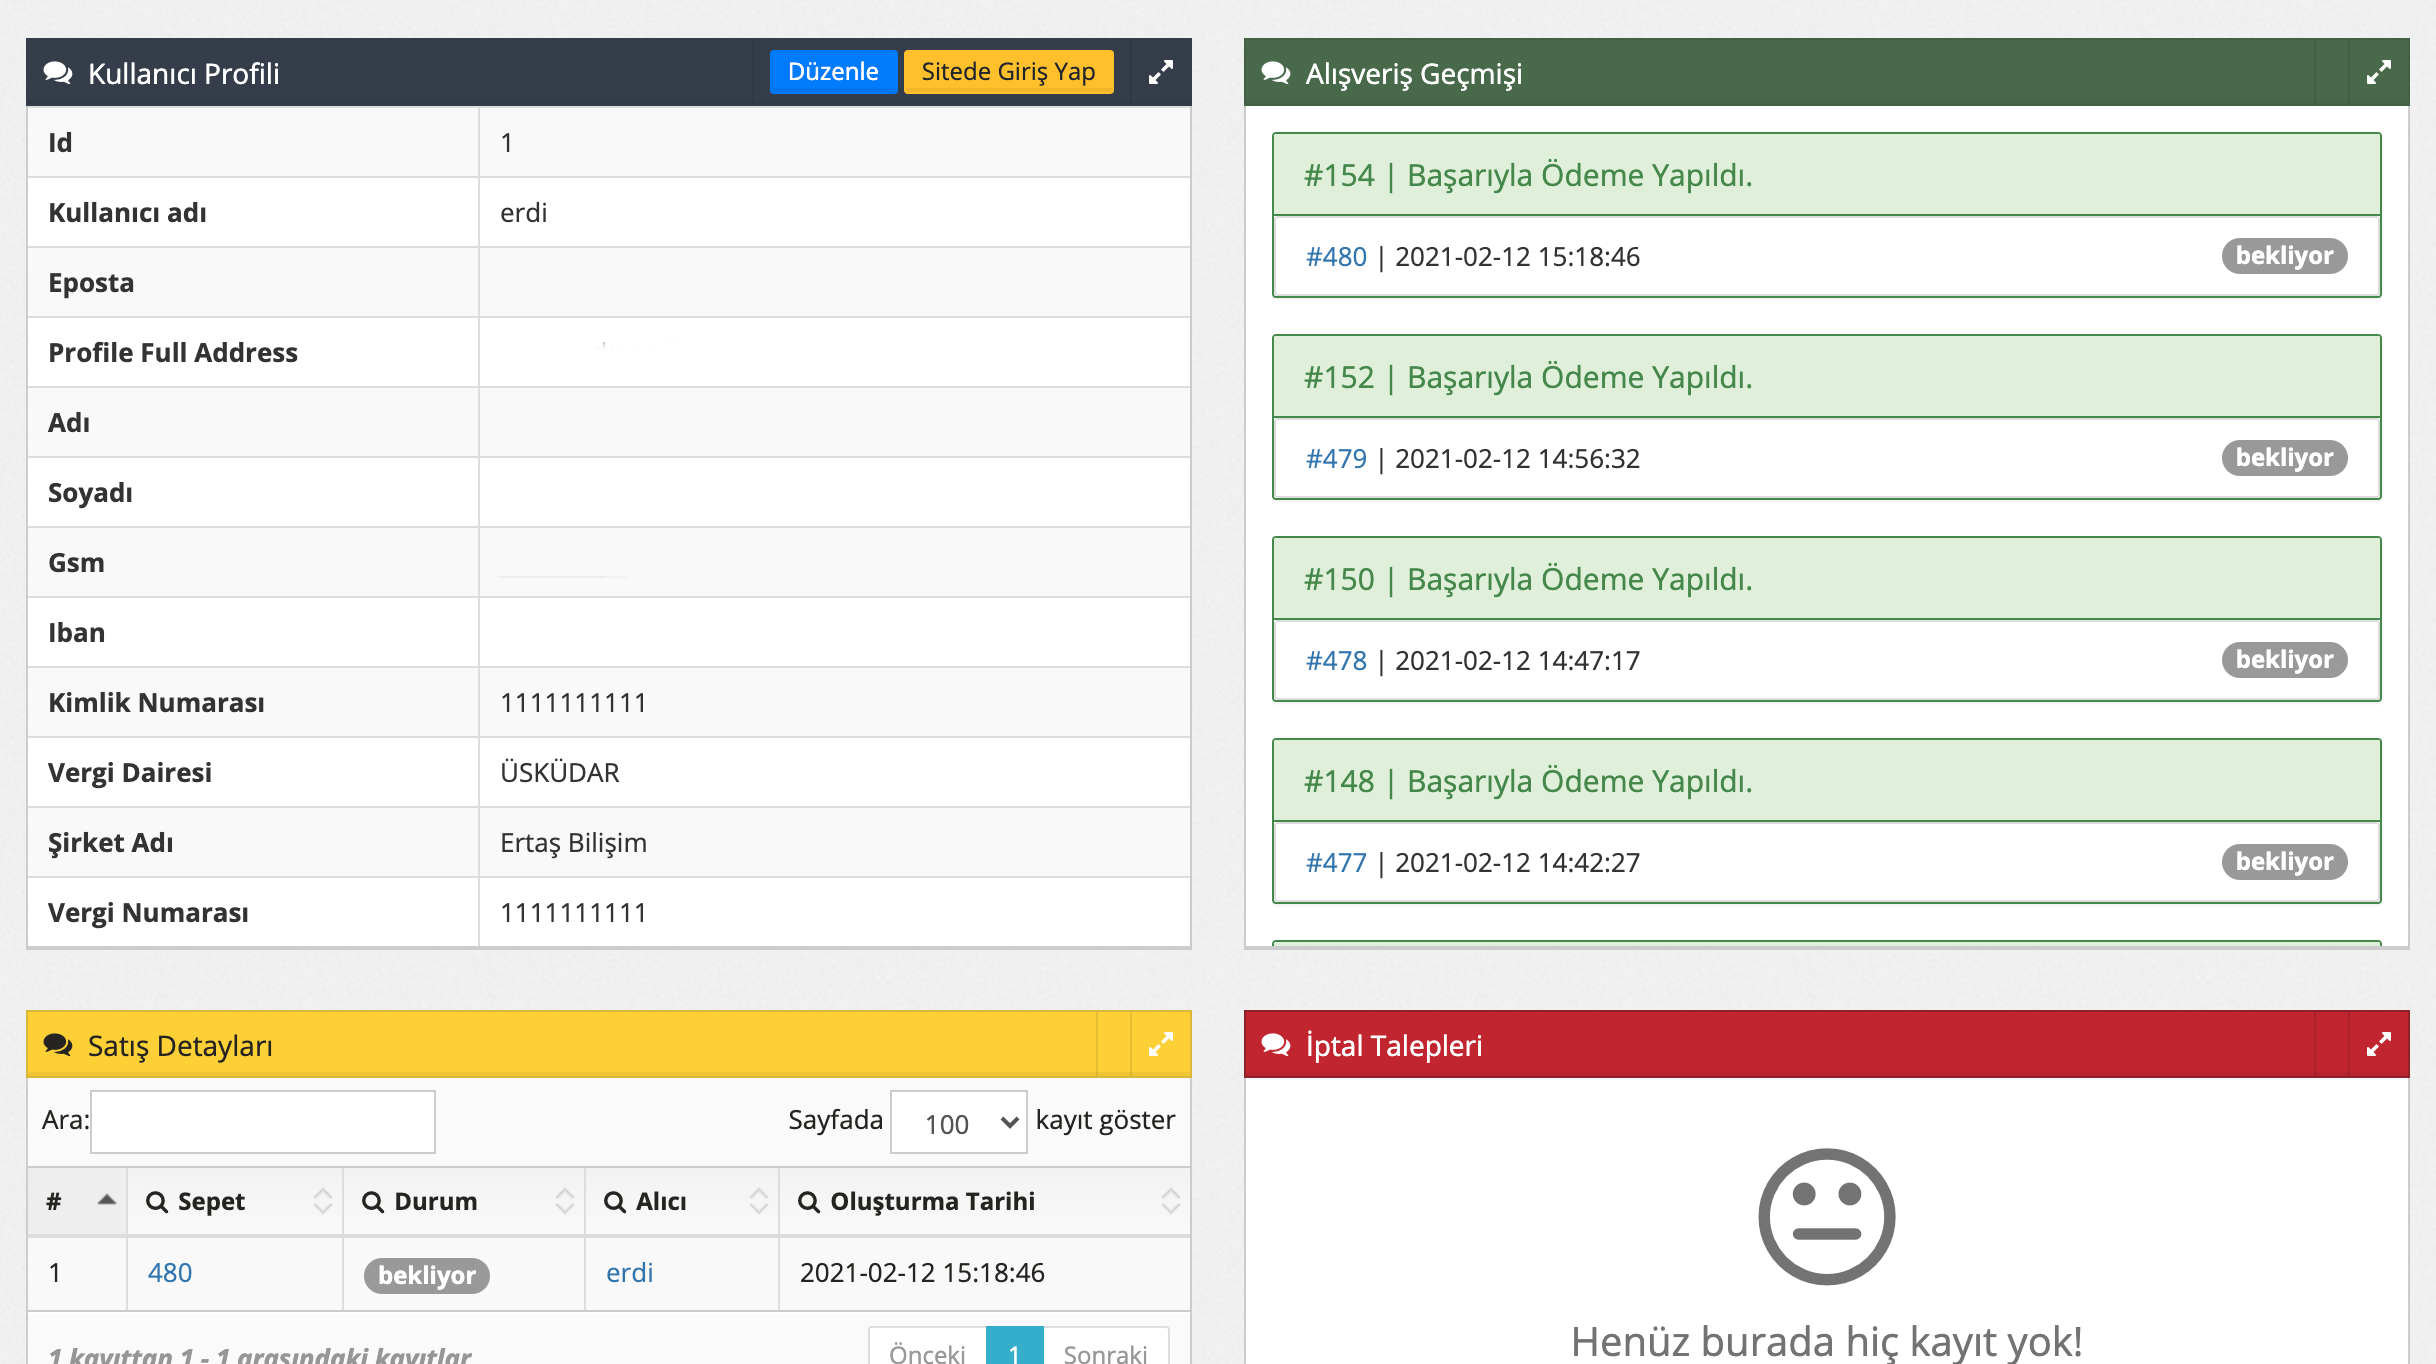 Kullanıcı Profili
Düzenle
Sitede Giriş Yap
Id
1
Kullanıcı adı
erdi
Eposta
Profile Full Address
Adı
Soyadı
Gsm
Iban
Kimlik Numarası
1111111111
Vergi Dairesi
ÜSKÜDAR
Şirket Adı
Ertaş Bilişim
Vergi Numarası
1111111111
Alışveriş Geçmişi
#154 | Başarıyla Ödeme Yapıldı.
#480 | 2021-02-12 15:18:46
bekliyor
#152 | Başarıyla Ödeme Yapıldı.
#479 | 2021-02-12 14:56:32
bekliyor
#150 | Başarıyla Ödeme Yapıldı.
#478 | 2021-02-12 14:47:17
bekliyor
#148 | Başarıyla Ödeme Yapıldı.
#477 | 2021-02-12 14:42:27
bekliyor
Satış Detayları
Ara:
Sayfada 100 kayıt göster
# Sepet Durum Alıcı Oluşturma Tarihi
1 480 bekliyor erdi 2021-02-12 15:18:46
1 kayıttan 1 - 1 arasındaki kayıtlar
Önceki 1 Sonraki
İptal Talepleri
Henüz burada hiç kayıt yok!